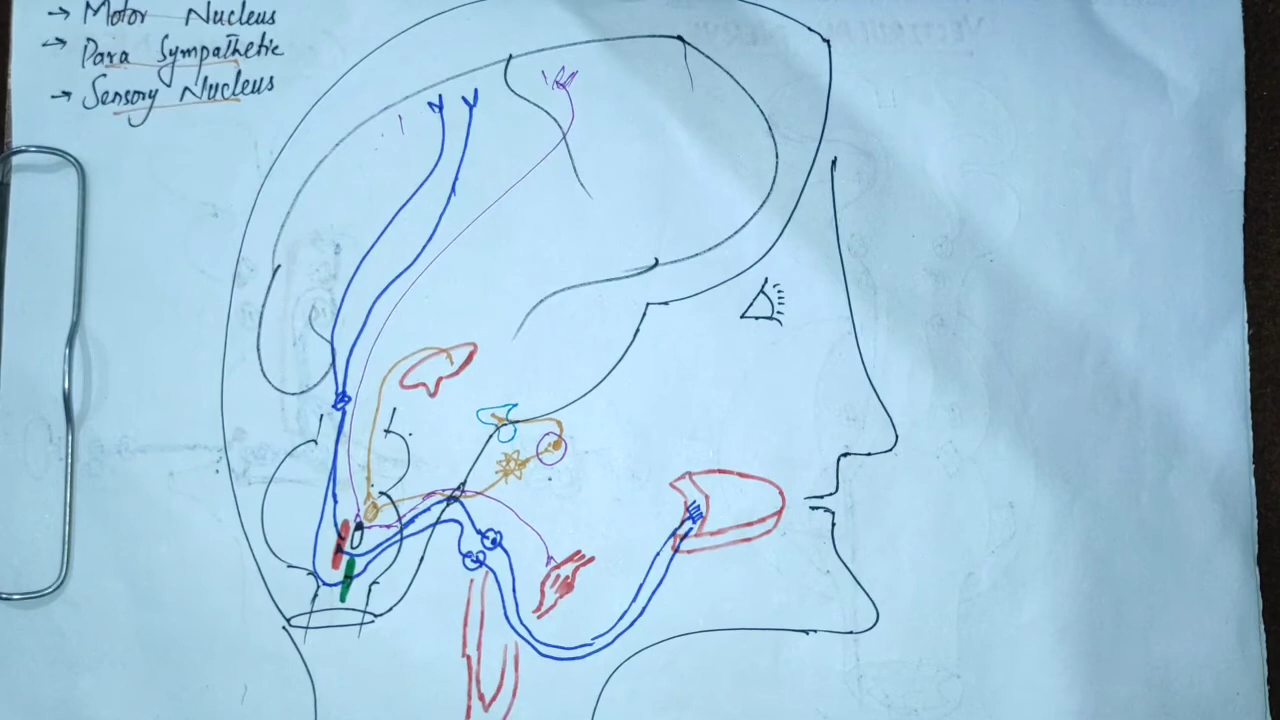 → Motor Nucleus
→ Para Sympathetic
→ Sensory Nucleus